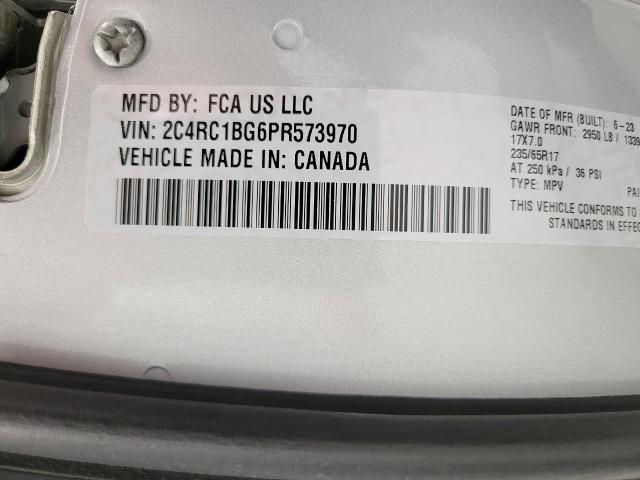 MFD BY: FCA US LLC
VIN: 2C4RC1BG6PR573970
VEHICLE MADE IN: CANADA
DATE OF MFR (BUILT): 6-23
GAWR FRONT: 2950 LB / 1339
17X7.0
235/65R17
AT 250 kPa / 36 PSI
TYPE: MPV
THIS VEHICLE CONFORMS TO
STANDARDS IN EFFECT